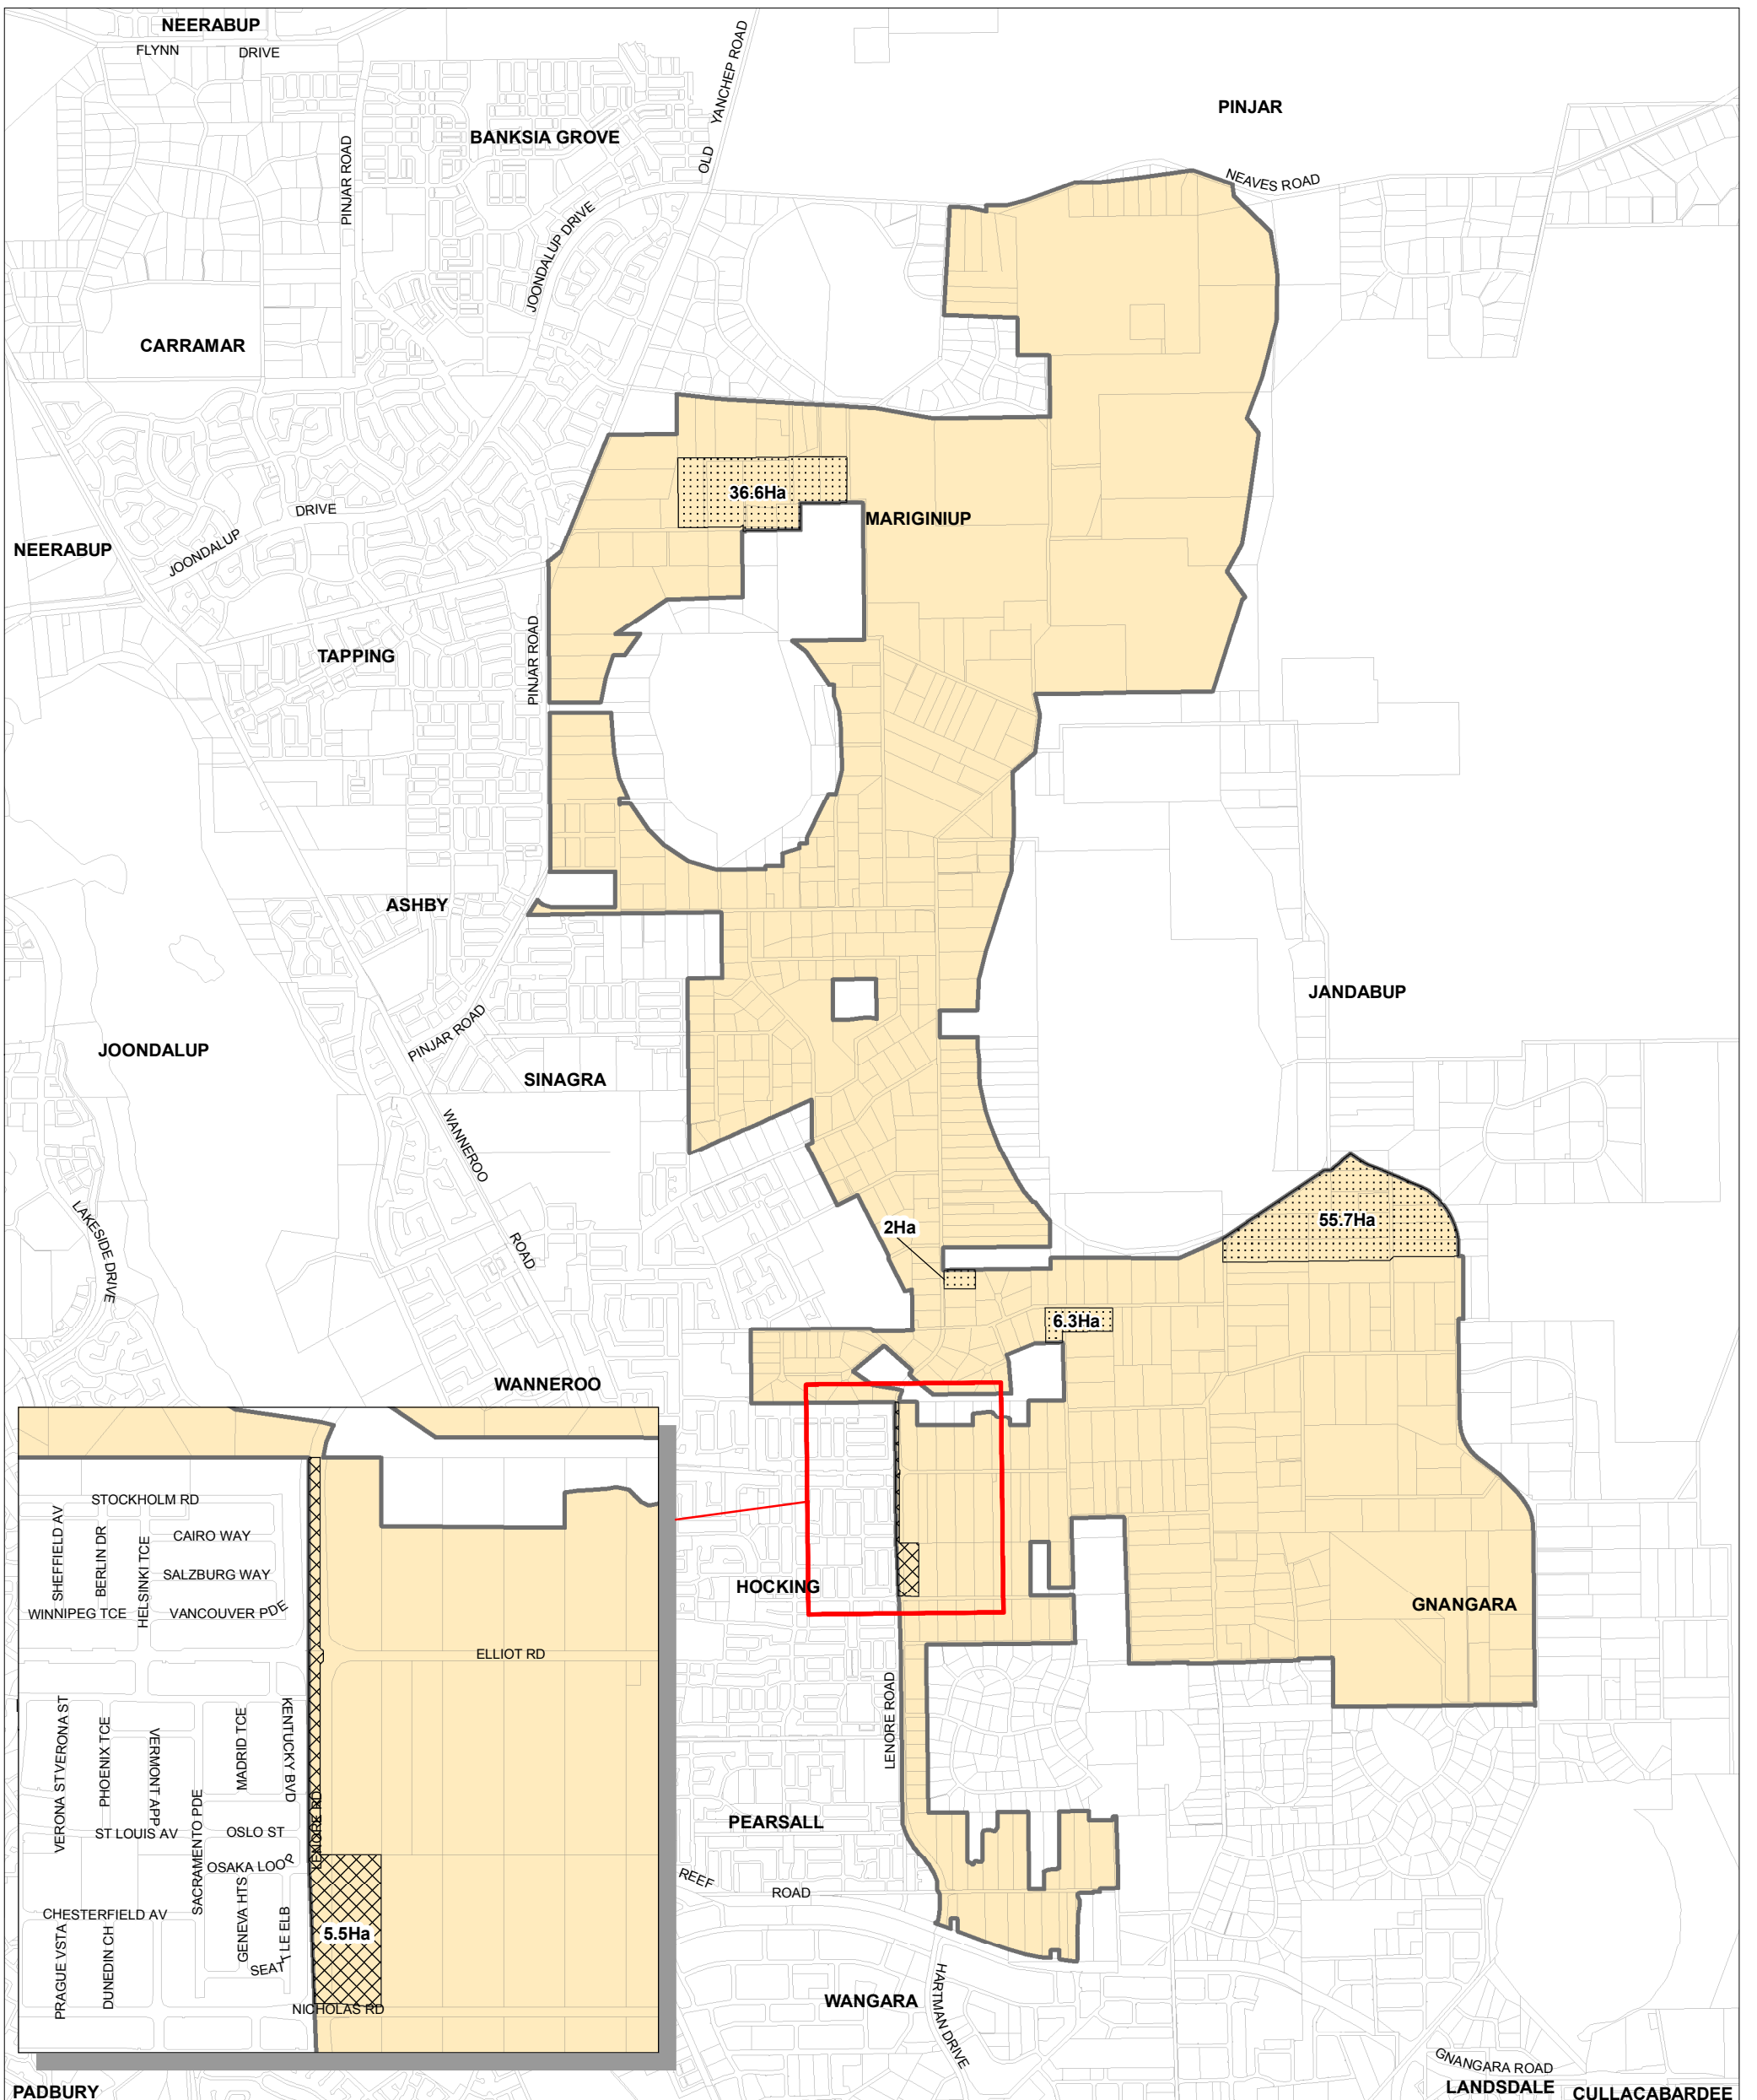 NEERABUP
FLYNN DRIVE
OLD YANCHEP ROAD
PINJAR
BANKSIA GROVE
PINJAR ROAD
NEAVES ROAD
JOONDALUP DRIVE
CARRAMAR
36.6Ha
MARIGINIUP
NEERABUP
JOONDALUP DRIVE
TAPPING
PINJAR ROAD
ASHBY
JANDABUP
JOONDALUP
PINJAR ROAD
SINAGRA
WANNEROO ROAD
LAKESIDE DRIVE
2Ha
55.7Ha
6.3Ha
WANNEROO
HOCKING
GNANGARA
LENORE ROAD
PEARSALL
REEF ROAD
WANGARA
HARTMAN DRIVE
GNANGARA ROAD
LANDSDALE
CULLACABARDEE
PADBURY
STOCKHOLM RD
SHEFFIELD AV
BERLIN DR
HELSINKI TCE
CAIRO WAY
SALZBURG WAY
WINNIPEG TCE
VANCOUVER PDE
ELLIOT RD
VERONA ST
VERONA ST
PHOENIX TCE
VERMONT APP
MADRID TCE
KENTUCKY BVD
SACRAMENTO PDE
ST LOUIS AV
OSLO ST
LENORE RD
OSAKA LOOP
GENEVA HTS
CHESTERFIELD AV
PRAGUE VSTA
DUNEDIN CH
SEATTLE ELB
5.5Ha
NICHOLAS RD